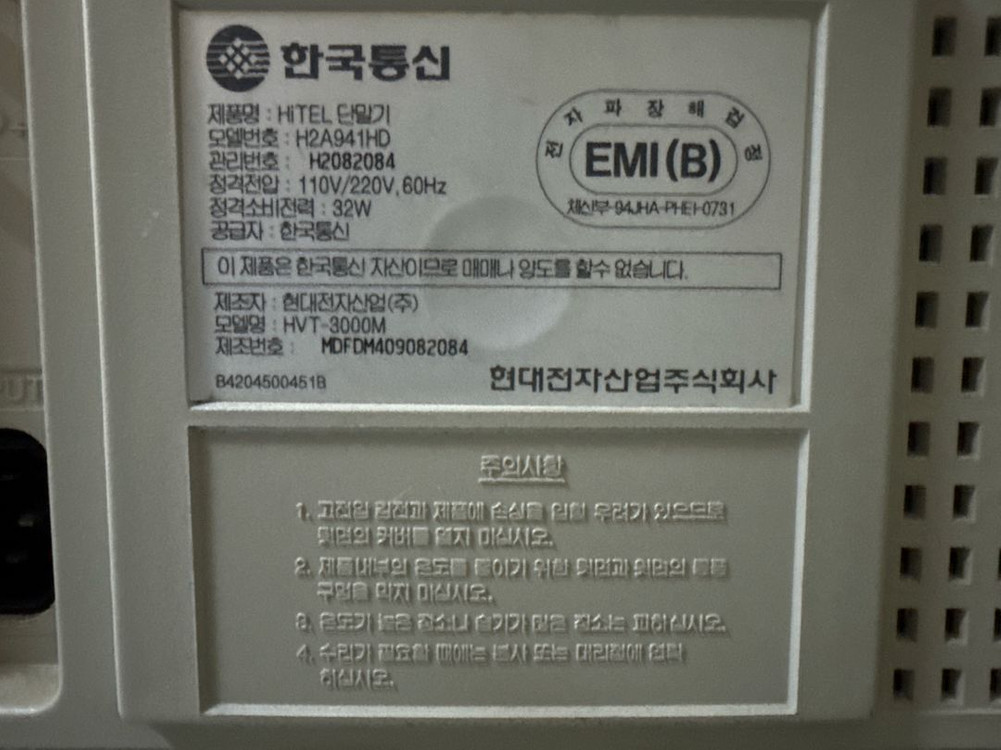 한국통신
제품명 : HiTEL 단말기
모델번호 : H2A941HD
관리번호 : H2082084
정격전압 : 110V/220V, 60Hz
정격소비전력 : 32W
공급자 : 한국통신
전자파장해검정
EMI (B)
체신부 94JHA-PHEI-0731
이 제품은 한국통신 자산이므로 매매나 양도를 할수 없습니다.
제조자 : 현대전자산업(주)
모델명 : HVT-3000M
제조번호 : MDFDM409082084
B4204500451B
현대전자산업주식회사
주의사항
1. 고전압 감전과 제품에 손상을 입힐 우려가 있으므로
뒷면의 커버를 열지 마십시오.
2. 제품내부의 온도를 줄이기 위한 뒷면과 윗면의 통풍
구멍을 막지 마십시오.
3. 온도가 높은 장소나 습기가 많은 장소는 피하십시오.
4. 수리가 필요할 때에는 본사 또는 대리점에 연락
하십시오.
PUT